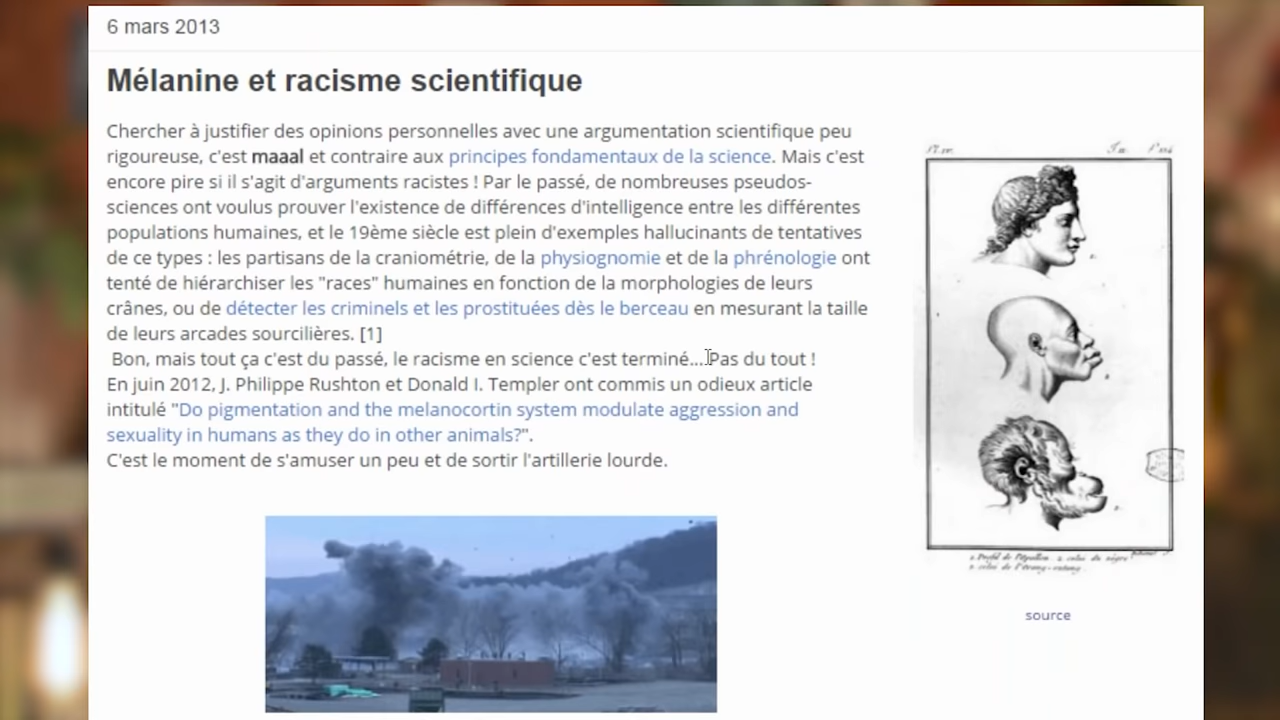 6 mars 2013
Mélanine et racisme scientifique
Chercher à justifier des opinions personnelles avec une argumentation scientifique peu
rigoureuse, c'est maaal et contraire aux principes fondamentaux de la science. Mais c'est
encore pire si il s'agit d'arguments racistes ! Par le passé, de nombreuses pseudos-
sciences ont voulus prouver l'existence de différences d'intelligence entre les différentes
populations humaines, et le 19ème siècle est plein d'exemples hallucinants de tentatives
de ce types : les partisans de la craniométrie, de la physiognomie et de la phrénologie ont
tenté de hiérarchiser les "races" humaines en fonction de la morphologies de leurs
crânes, ou de détecter les criminels et les prostituées dès le berceau en mesurant la taille
de leurs arcades sourcilières. [1]
Bon, mais tout ça c'est du passé, le racisme en science c'est terminé...Pas du tout !
En juin 2012, J. Philippe Rushton et Donald I. Templer ont commis un odieux article
intitulé "Do pigmentation and the melanocortin system modulate aggression and
sexuality in humans as they do in other animals?".
C'est le moment de s'amuser un peu et de sortir l'artillerie lourde.
source